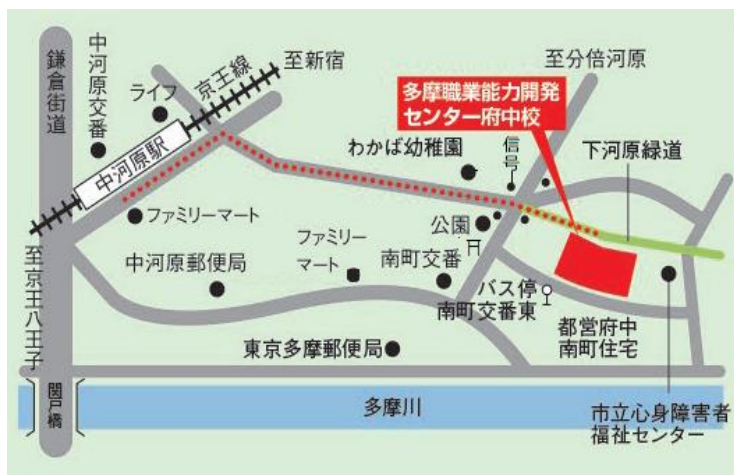 鎌倉街道
中河原交番
ライフ
京王線
至新宿
至分倍河原
多摩職業能力開発
センター府中校
中河原駅
わかば幼稚園
信号
下河原緑道
ファミリーマート
公園
ファミリー
マート
南町交番
中河原郵便局
バス停
南町交番東
至京王八王子
東京多摩郵便局
都営府中
南町住宅
関戸橋
多摩川
市立心身障害者
福祉センター